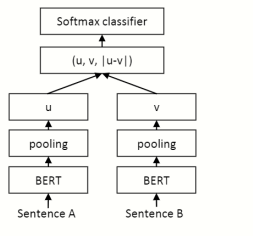 Softmax classifier
(u, v, |u-v|)
u v
pooling pooling
BERT BERT
Sentence A Sentence B